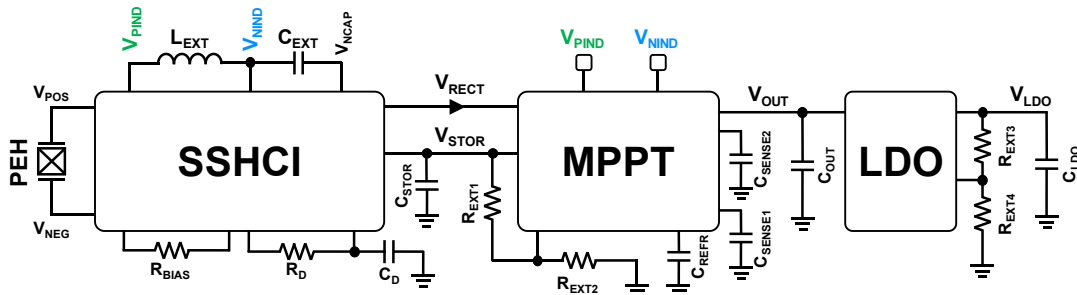 V_PIND
L_EXT
V_NIND
C_EXT
V_NCAP
V_PIND
V_NIND
V_POS
V_RECT
V_OUT
V_LDO
PEH
SSHCI
V_STOR
MPPT
LDO
C_STOR
R_EXT1
C_SENSE2
C_OUT
R_EXT3
C_LDO
V_NEG
R_BIAS
R_D
C_D
R_EXT2
C_REFR
C_SENSE1
R_EXT4